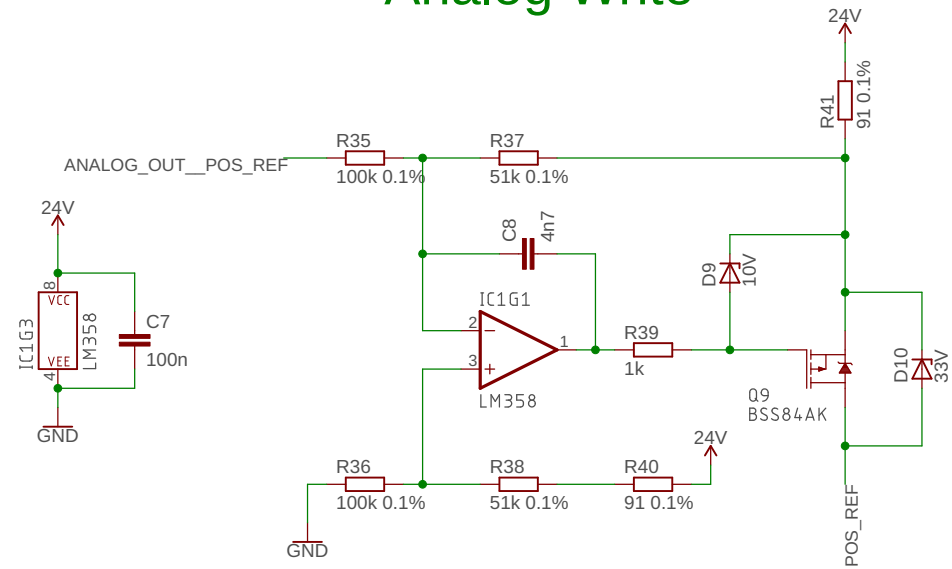 Analog Write
24V
R41
91 0.1%
R35
R37
ANALOG_OUT__POS_REF
100k 0.1%
51k 0.1%
24V
C8
4n7
D9
10V
8
VCC
IC1G3
LM358
C7
100n
VEE
4
GND
IC1G1
2
3
1
LM358
R39
1k
Q9
BSS84AK
D10
33V
24V
R36
R38
R40
100k 0.1%
51k 0.1%
91 0.1%
GND
POS_REF